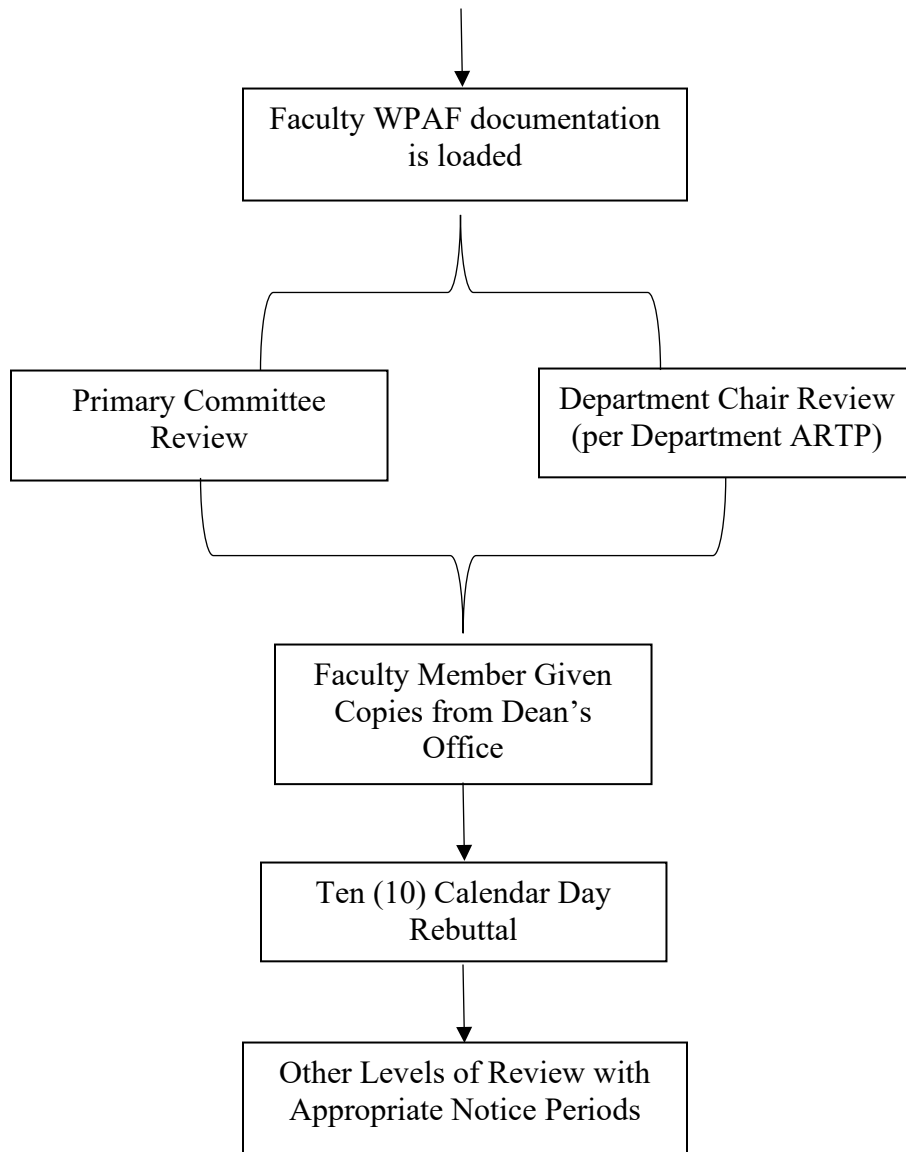 Faculty WPAF documentation
is loaded
Primary Committee
Review
Department Chair Review
(per Department ARTP)
Faculty Member Given
Copies from Dean’s
Office
Ten (10) Calendar Day
Rebuttal
Other Levels of Review with
Appropriate Notice Periods